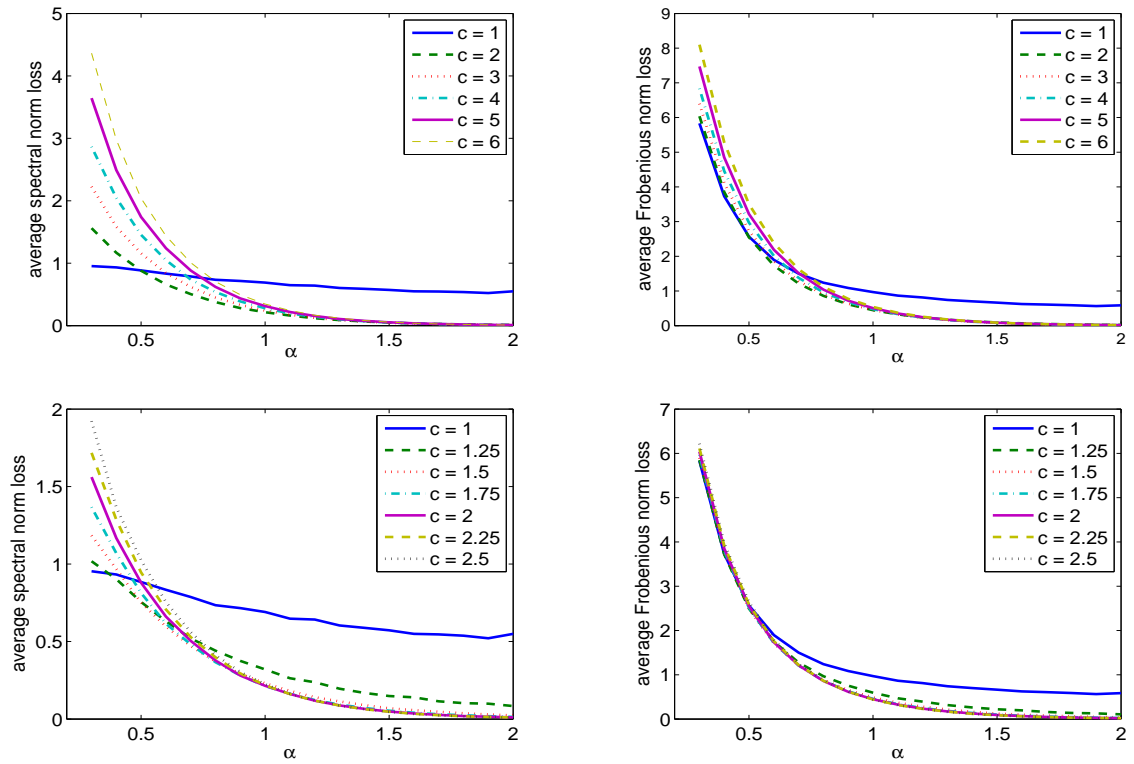 5
4
3
2
1
0
0.5
1
1.5
2
α
average spectral norm loss
c = 1
c = 2
c = 3
c = 4
c = 5
c = 6
9
8
7
6
5
4
3
2
1
0
0.5
1
1.5
2
α
average Frobenious norm loss
c = 1
c = 2
c = 3
c = 4
c = 5
c = 6
2
1.5
1
0.5
0
0.5
1
1.5
2
α
average spectral norm loss
c = 1
c = 1.25
c = 1.5
c = 1.75
c = 2
c = 2.25
c = 2.5
7
6
5
4
3
2
1
0
0.5
1
1.5
2
α
average Frobenious norm loss
c = 1
c = 1.25
c = 1.5
c = 1.75
c = 2
c = 2.25
c = 2.5